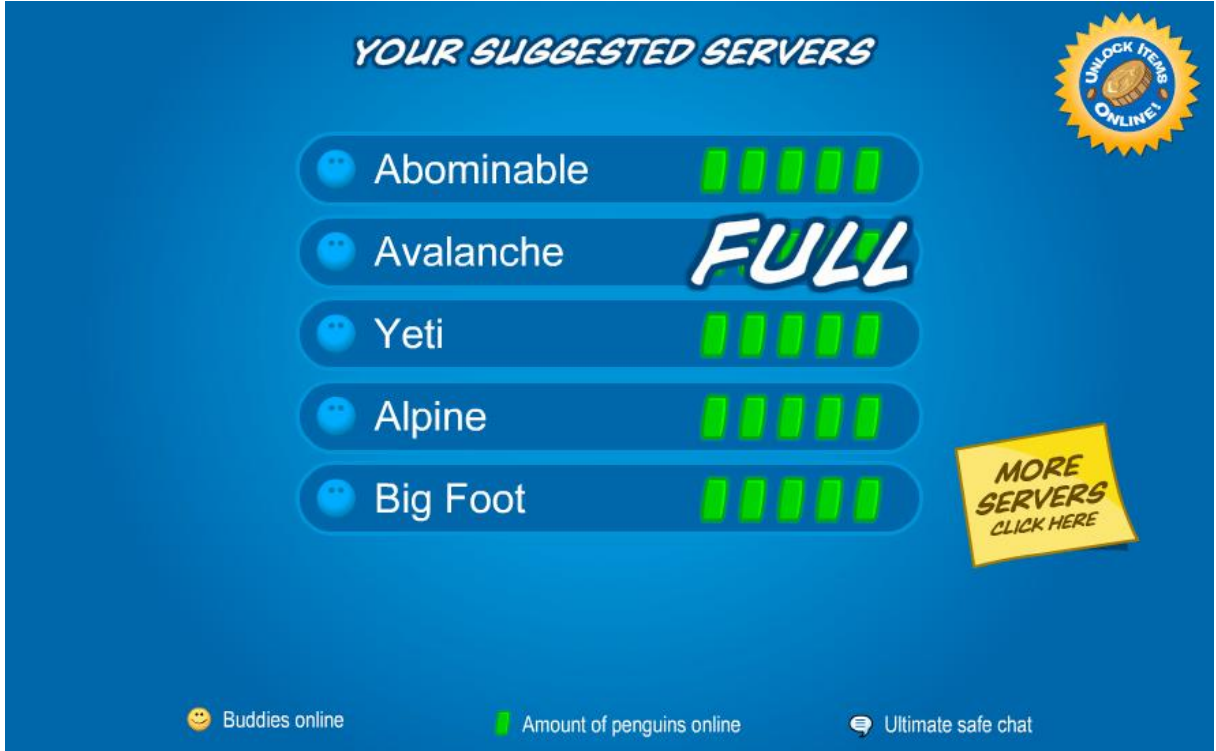 YOUR SUGGESTED SERVERS
UNLOCK ITEMS
ONLINE!
Abominable
Avalanche
FULL
Yeti
Alpine
Big Foot
MORE
SERVERS
CLICK HERE
Buddies online
Amount of penguins online
Ultimate safe chat